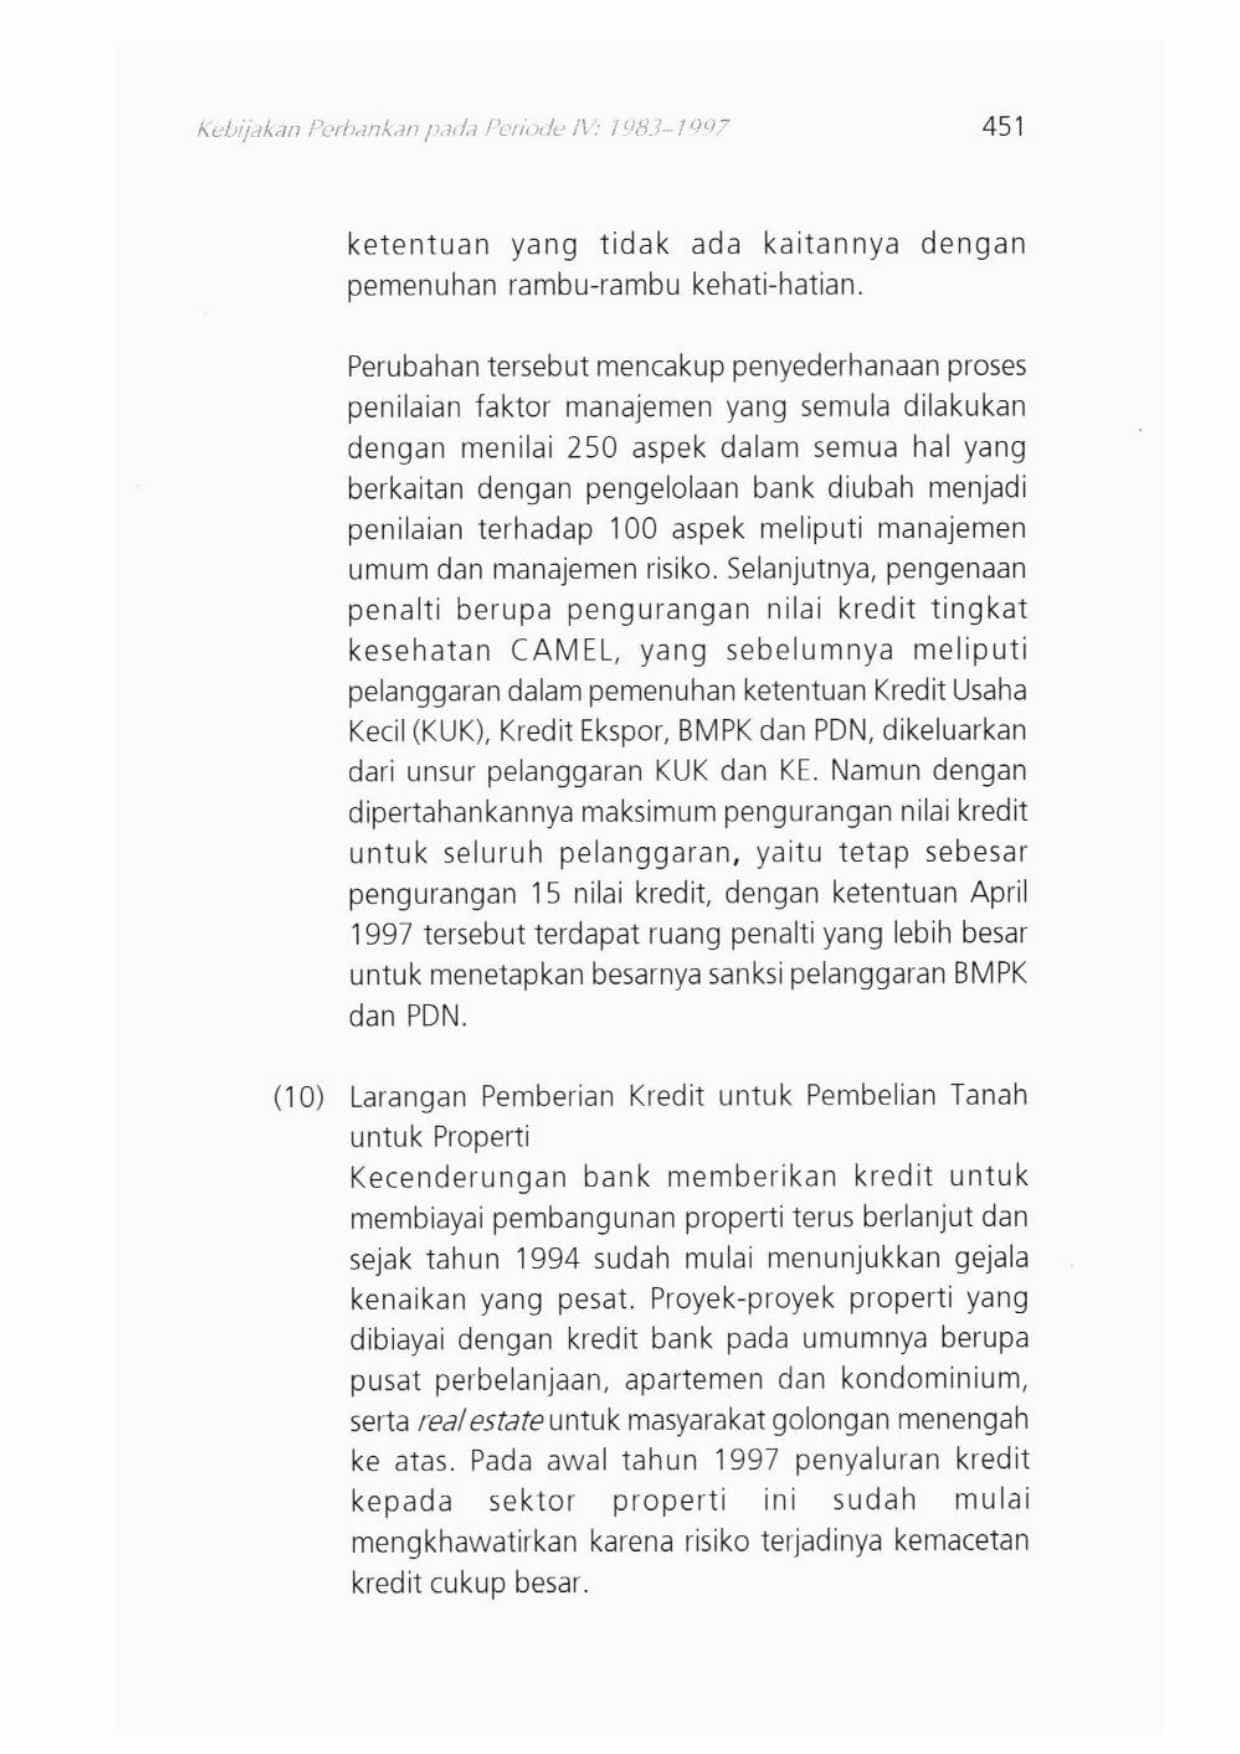 Kebijakan Perbankan pada Periode IV: 1983–1997 451
ketentuan yang tidak ada kaitannya dengan
pemenuhan rambu-rambu kehati-hatian.
Perubahan tersebut mencakup penyederhanaan proses
penilaian faktor manajemen yang semula dilakukan
dengan menilai 250 aspek dalam semua hal yang
berkaitan dengan pengelolaan bank diubah menjadi
penilaian terhadap 100 aspek meliputi manajemen
umum dan manajemen risiko. Selanjutnya, pengenaan
penalti berupa pengurangan nilai kredit tingkat
kesehatan CAMEL, yang sebelumnya meliputi
pelanggaran dalam pemenuhan ketentuan Kredit Usaha
Kecil (KUK), Kredit Ekspor, BMPK dan PDN, dikeluarkan
dari unsur pelanggaran KUK dan KE. Namun dengan
dipertahankannya maksimum pengurangan nilai kredit
untuk seluruh pelanggaran, yaitu tetap sebesar
pengurangan 15 nilai kredit, dengan ketentuan April
1997 tersebut terdapat ruang penalti yang lebih besar
untuk menetapkan besarnya sanksi pelanggaran BMPK
dan PDN.
(10) Larangan Pemberian Kredit untuk Pembelian Tanah
untuk Properti
Kecenderungan bank memberikan kredit untuk
membiayai pembangunan properti terus berlanjut dan
sejak tahun 1994 sudah mulai menunjukkan gejala
kenaikan yang pesat. Proyek-proyek properti yang
dibiayai dengan kredit bank pada umumnya berupa
pusat perbelanjaan, apartemen dan kondominium,
serta real estate untuk masyarakat golongan menengah
ke atas. Pada awal tahun 1997 penyaluran kredit
kepada sektor properti ini sudah mulai
mengkhawatirkan karena risiko terjadinya kemacetan
kredit cukup besar.